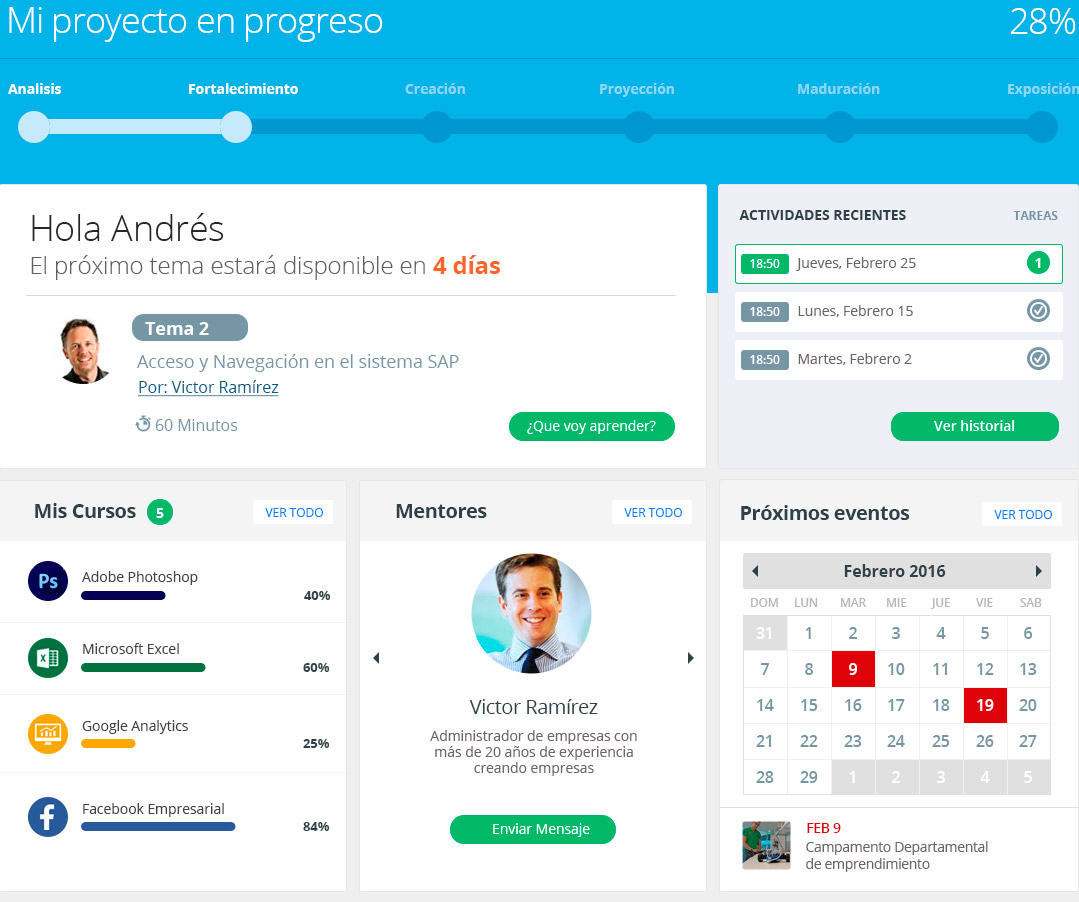 Mi proyecto en progreso
28%
Analisis
Fortalecimiento
Creación
Proyección
Maduración
Exposición
Hola Andrés
El próximo tema estará disponible en 4 días
Tema 2
Acceso y Navegación en el sistema SAP
Por: Victor Ramírez
60 Minutos
¿Que voy aprender?
ACTIVIDADES RECIENTES
TAREAS
18:50 Jueves, Febrero 25 1
18:50 Lunes, Febrero 15
18:50 Martes, Febrero 2
Ver historial
Mis Cursos 5
VER TODO
Ps
Adobe Photoshop
40%
Microsoft Excel
60%
Google Analytics
25%
Facebook Empresarial
84%
Mentores
VER TODO
Victor Ramírez
Administrador de empresas con
más de 20 años de experiencia
creando empresas
Enviar Mensaje
Próximos eventos
VER TODO
Febrero 2016
DOM LUN MAR MIE JUE VIE SAB
31 1 2 3 4 5 6
7 8 9 10 11 12 13
14 15 16 17 18 19 20
21 22 23 24 25 26 27
28 29 1 2 3 4 5
FEB 9
Campamento Departamental
de emprendimiento